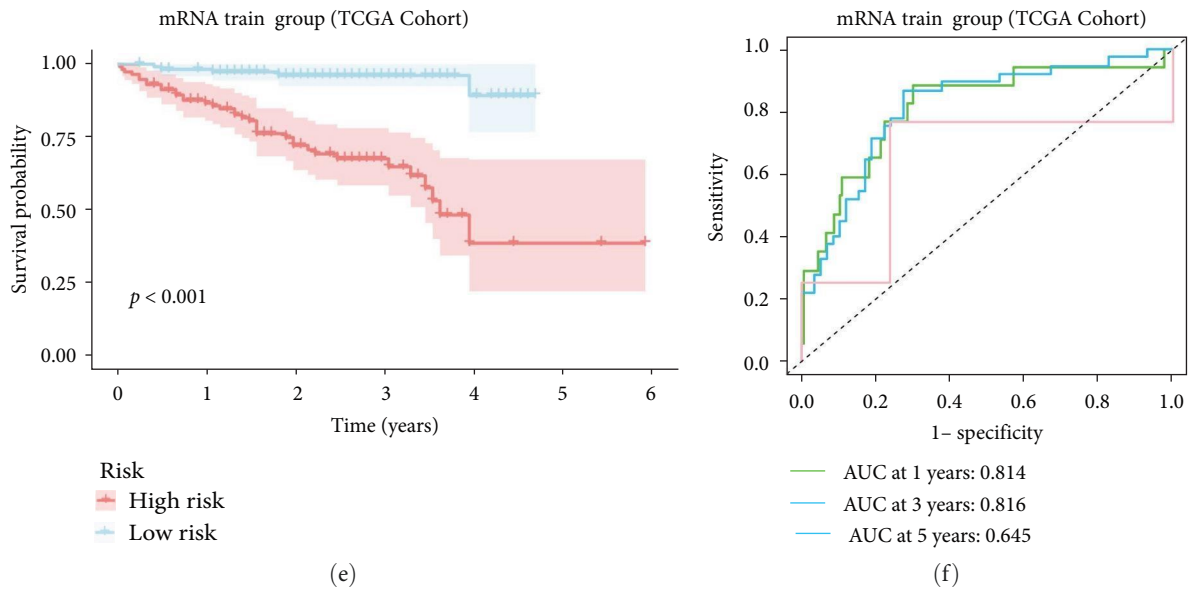 mRNA train group (TCGA Cohort)
1.00
0.75
0.50
0.25
0.00
Survival probability
p < 0.001
0 1 2 3 4 5 6
Time (years)
Risk
High risk
Low risk
(e)
mRNA train group (TCGA Cohort)
1.0
0.8
0.6
0.4
0.2
0.0
Sensitivity
0.0 0.2 0.4 0.6 0.8 1.0
1– specificity
AUC at 1 years: 0.814
AUC at 3 years: 0.816
AUC at 5 years: 0.645
(f)